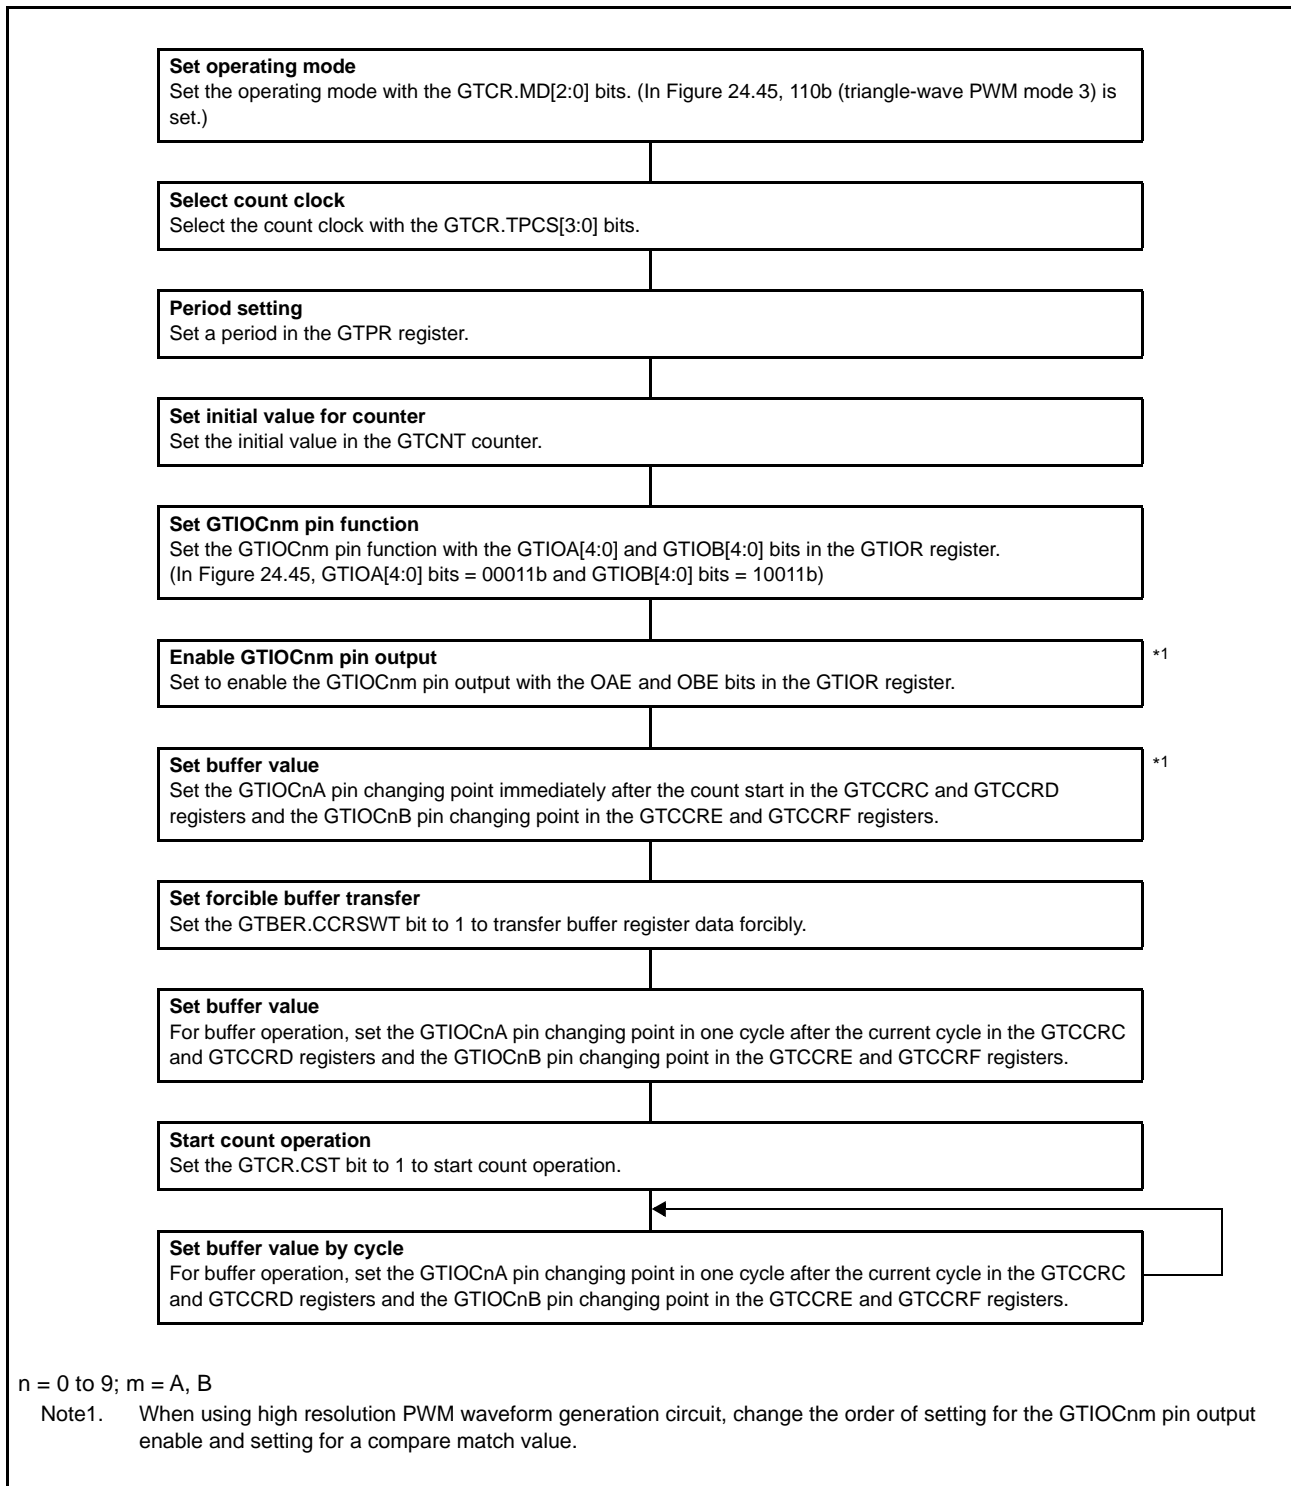 Set operating mode
Set the operating mode with the GTCR.MD[2:0] bits. (In Figure 24.45, 110b (triangle-wave PWM mode 3) is
set.)
Select count clock
Select the count clock with the GTCR.TPCS[3:0] bits.
Period setting
Set a period in the GTPR register.
Set initial value for counter
Set the initial value in the GTCNT counter.
Set GTIOCnm pin function
Set the GTIOCnm pin function with the GTIOA[4:0] and GTIOB[4:0] bits in the GTIOR register.
(In Figure 24.45, GTIOA[4:0] bits = 00011b and GTIOB[4:0] bits = 10011b)
Enable GTIOCnm pin output *1
Set to enable the GTIOCnm pin output with the OAE and OBE bits in the GTIOR register.
Set buffer value *1
Set the GTIOCnA pin changing point immediately after the count start in the GTCCRC and GTCCRD
registers and the GTIOCnB pin changing point in the GTCCRE and GTCCRF registers.
Set forcible buffer transfer
Set the GTBER.CCRSWT bit to 1 to transfer buffer register data forcibly.
Set buffer value
For buffer operation, set the GTIOCnA pin changing point in one cycle after the current cycle in the GTCCRC
and GTCCRD registers and the GTIOCnB pin changing point in the GTCCRE and GTCCRF registers.
Start count operation
Set the GTCR.CST bit to 1 to start count operation.
Set buffer value by cycle
For buffer operation, set the GTIOCnA pin changing point in one cycle after the current cycle in the GTCCRC
and GTCCRD registers and the GTIOCnB pin changing point in the GTCCRE and GTCCRF registers.
n = 0 to 9; m = A, B
Note1. When using high resolution PWM waveform generation circuit, change the order of setting for the GTIOCnm pin output
enable and setting for a compare match value.